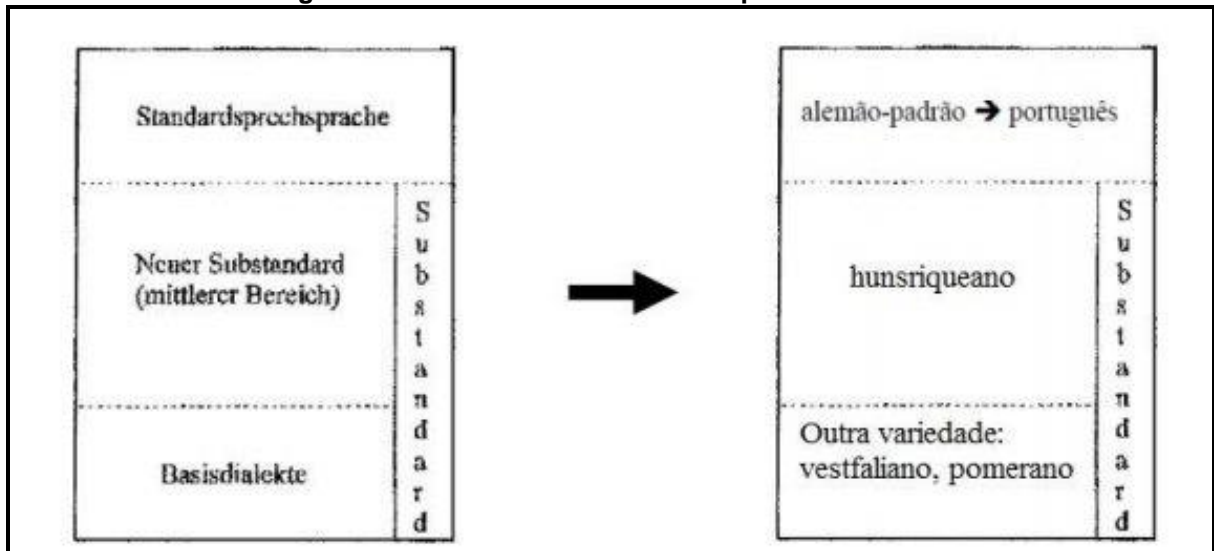 Standardsprechsprache
Neuer Substandard
(mittlerer Bereich)
Basisdialekte
Substandard
alemão-padrão ➔ português
hunsriqueano
Outra variedade:
vestfaliano, pomerano
Substandard